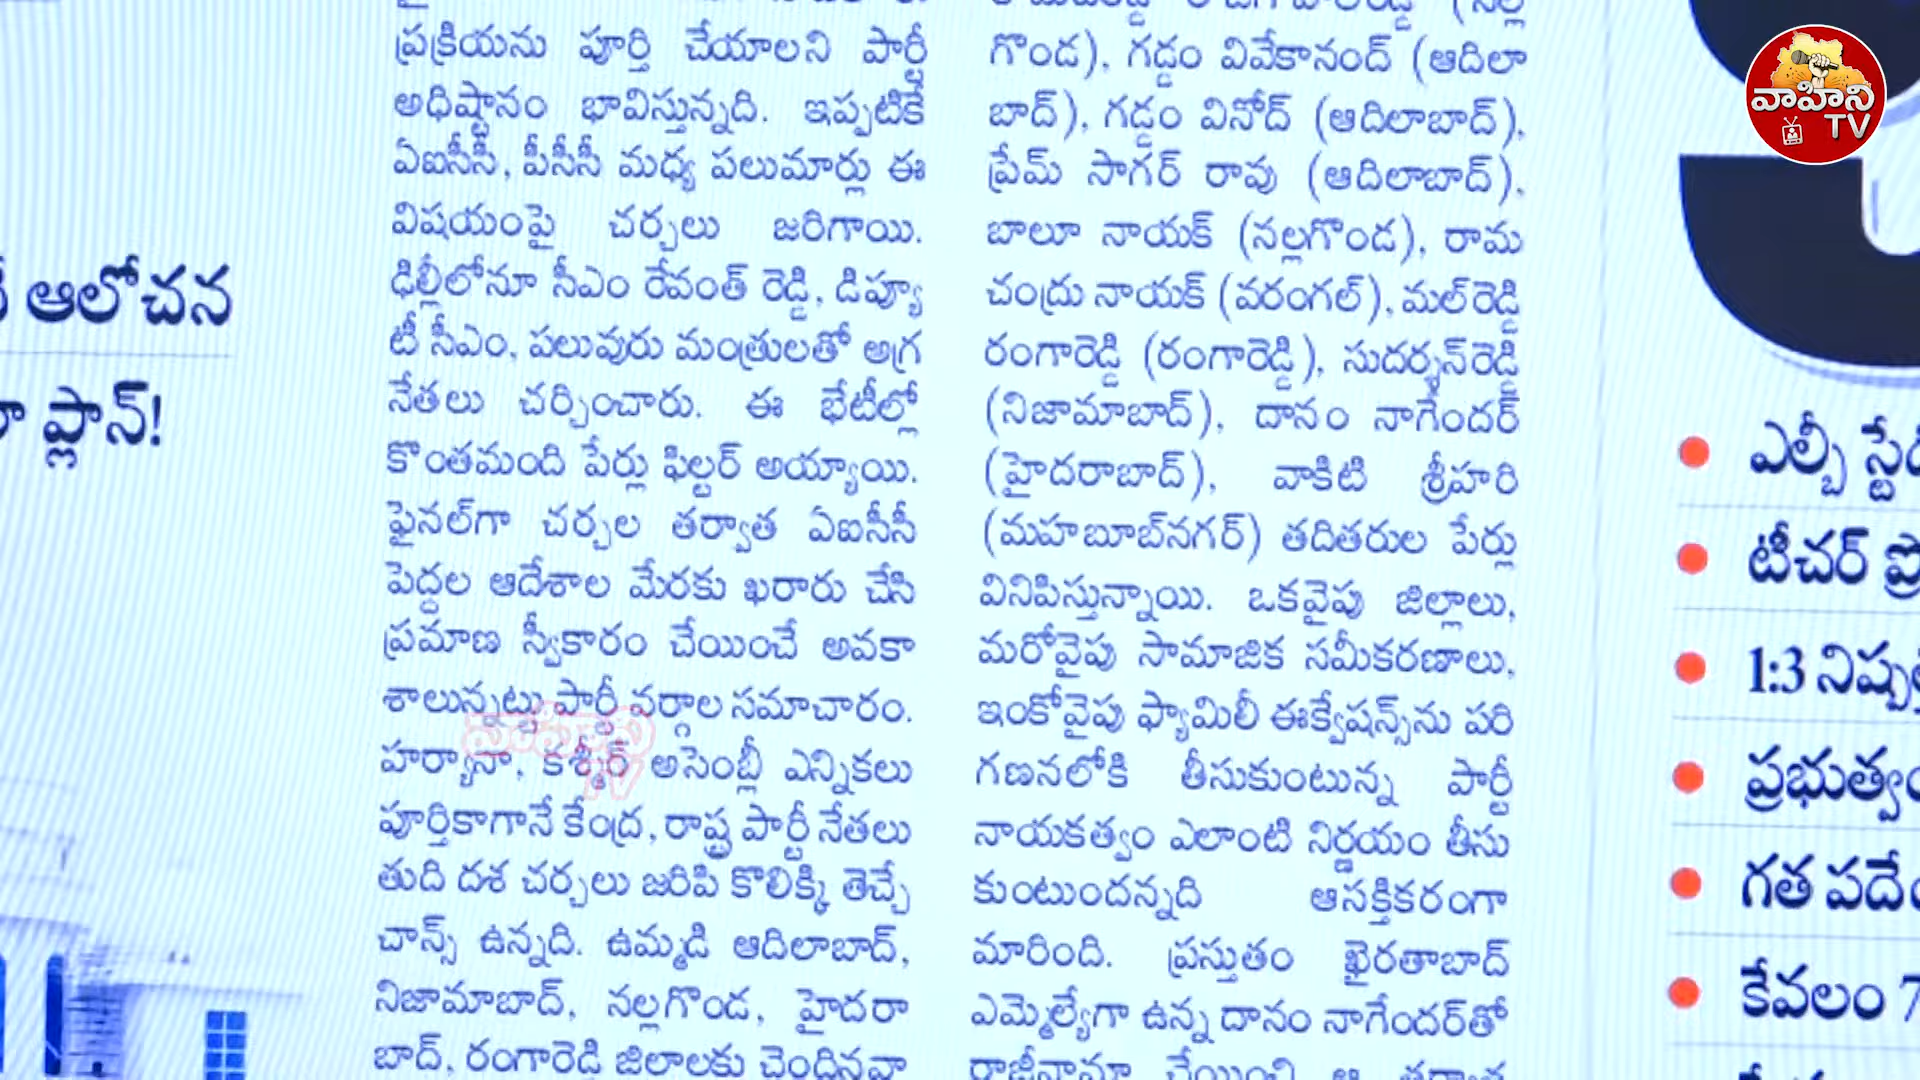 ఆలోచన
ప్లాన్!
ప్రక్రియను పూర్తి చేయాలని పార్టీ
అధిష్టానం భావిస్తున్నది. ఇప్పటికే
ఏఐసీసీ, పీసీసీ మధ్య పలుమార్లు ఈ
విషయంపై చర్చలు జరిగాయి.
ఢిల్లీలోనూ సీఎం రేవంత్ రెడ్డి, డిప్యూ
టీ సీఎం, పలువురు మంత్రులతో అగ్ర
నేతలు చర్చించారు. ఈ భేటీల్లో
కొంతమంది పేర్లు ఫిల్టర్ అయ్యాయి.
ఫైనల్‌గా చర్చల తర్వాత ఏఐసీసీ
పెద్దల ఆదేశాల మేరకు ఖరారు చేసి
ప్రమాణ స్వీకారం చేయించే అవకా
శాలున్నట్లు పార్టీ వర్గాల సమాచారం.
హర్యానా, కశ్మీర్ అసెంబ్లీ ఎన్నికలు
పూర్తికాగానే కేంద్ర, రాష్ట్ర పార్టీ నేతలు
తుది దశ చర్చలు జరిపి కొలిక్కి తెచ్చే
చాన్స్ ఉన్నది. ఉమ్మడి ఆదిలాబాద్,
నిజామాబాద్, నల్లగొండ, హైదరా
బాద్, రంగారెడ్డి జిల్లాలకు చెందినవా
గొండ), గడ్డం వివేకానంద్ (ఆదిలా
బాద్), గడ్డం వినోద్ (ఆదిలాబాద్),
ప్రేమ్ సాగర్ రావు (ఆదిలాబాద్),
బాలూ నాయక్ (నల్లగొండ), రామ
చంద్రు నాయక్ (వరంగల్), మల్‌రెడ్డి
రంగారెడ్డి (రంగారెడ్డి), సుదర్శన్‌రెడ్డి
(నిజామాబాద్), దానం నాగేందర్
(హైదరాబాద్), వాకిటి శ్రీహరి
(మహబూబ్‌నగర్) తదితరుల పేర్లు
వినిపిస్తున్నాయి. ఒకవైపు జిల్లాలు,
మరోవైపు సామాజిక సమీకరణాలు,
ఇంకోవైపు ఫ్యామిలీ ఈక్వేషన్స్‌ను పరి
గణనలోకి తీసుకుంటున్న పార్టీ
నాయకత్వం ఎలాంటి నిర్ణయం తీసు
కుంటుందన్నది ఆసక్తికరంగా
మారింది. ప్రస్తుతం ఖైరతాబాద్
ఎమ్మెల్యేగా ఉన్న దానం నాగేందర్‌తో
రాజీనామా చేయించి ఆ తర్వాత
ఎల్బీ
టీచర్
1:3
గత
కేవలం 7
వాహిని
TV
వాహిని
TV